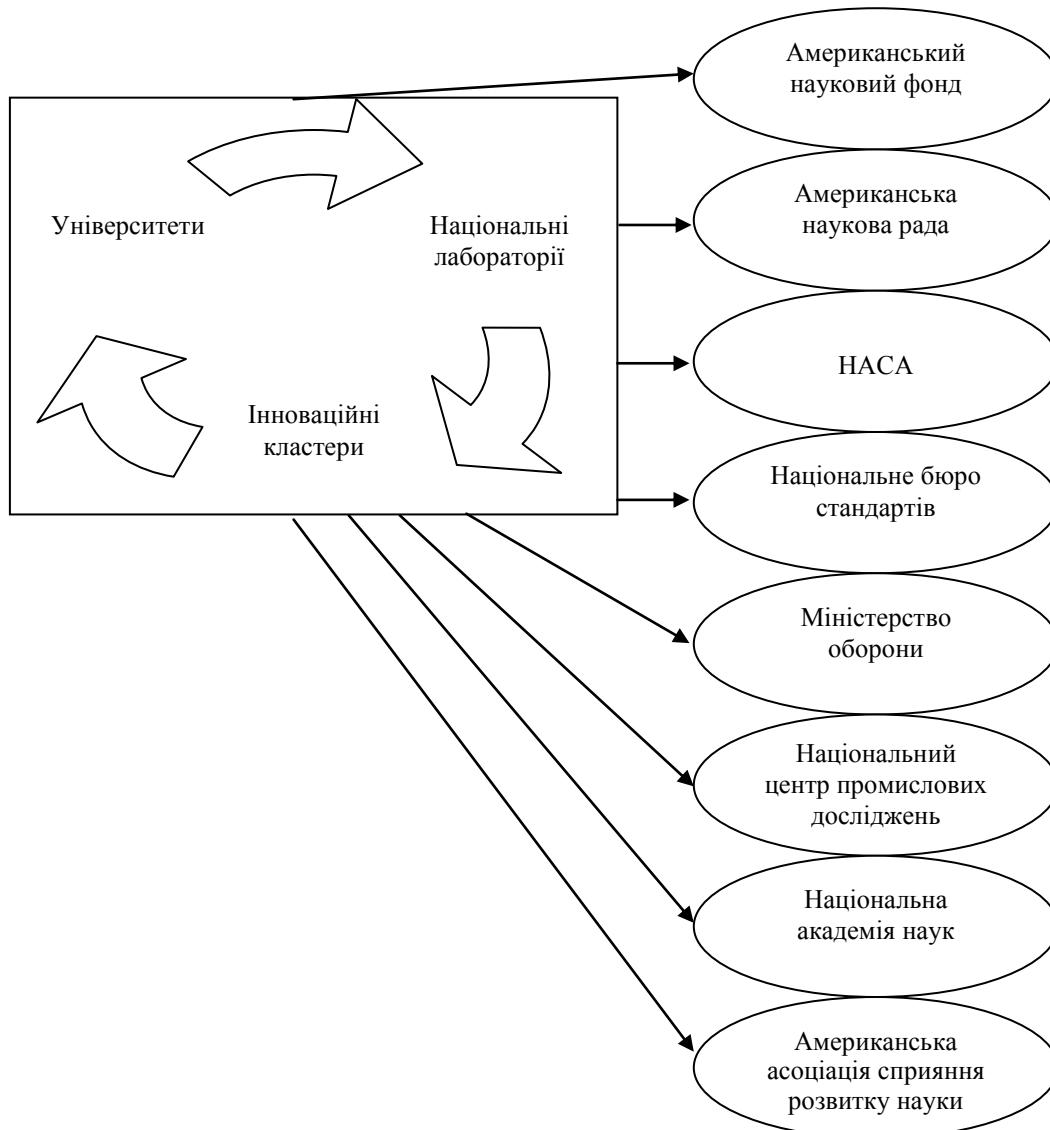 Американський
науковий фонд
Університети
Національні
лабораторії
Інноваційні
кластери
Американська
наукова рада
НАСА
Національне бюро
стандартів
Міністерство
оборони
Національний
центр промислових
досліджень
Національна
академія наук
Американська
асоціація сприяння
розвитку науки